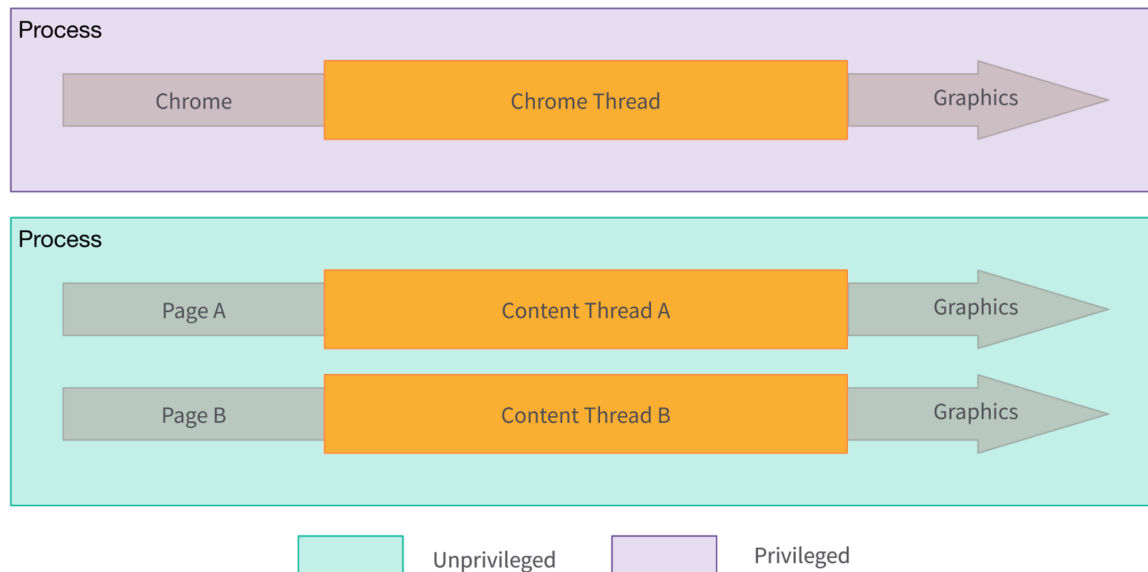 Process
Chrome
Chrome Thread
Graphics
Process
Page A
Content Thread A
Graphics
Page B
Content Thread B
Graphics
Unprivileged
Privileged